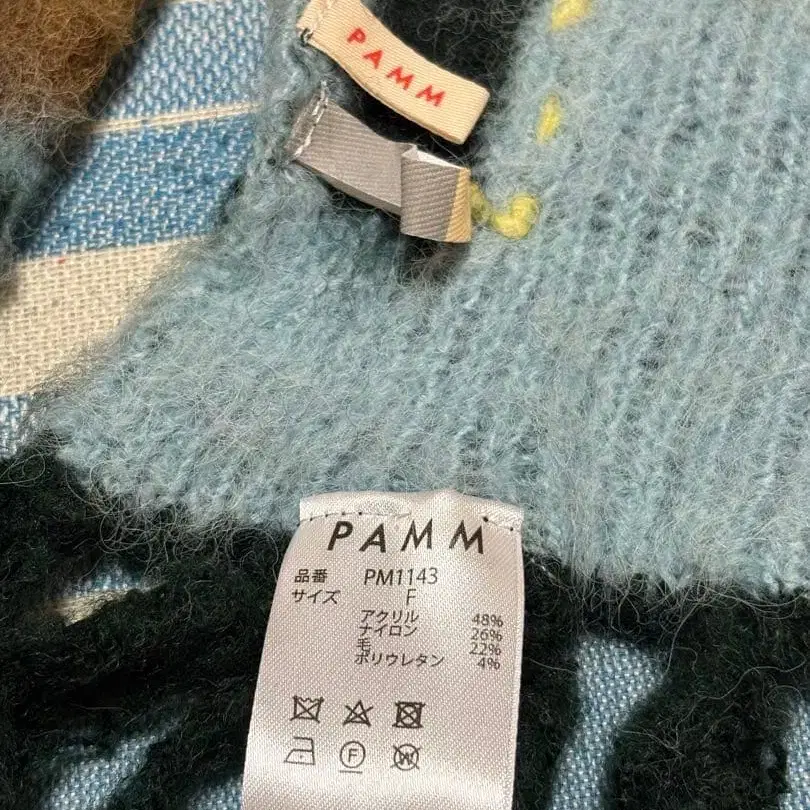 PAMM
PAMM
品番 PM1143
サイズ F
アクリル 48%
ナイロン 26%
毛 22%
ポリウレタン 4%
F W